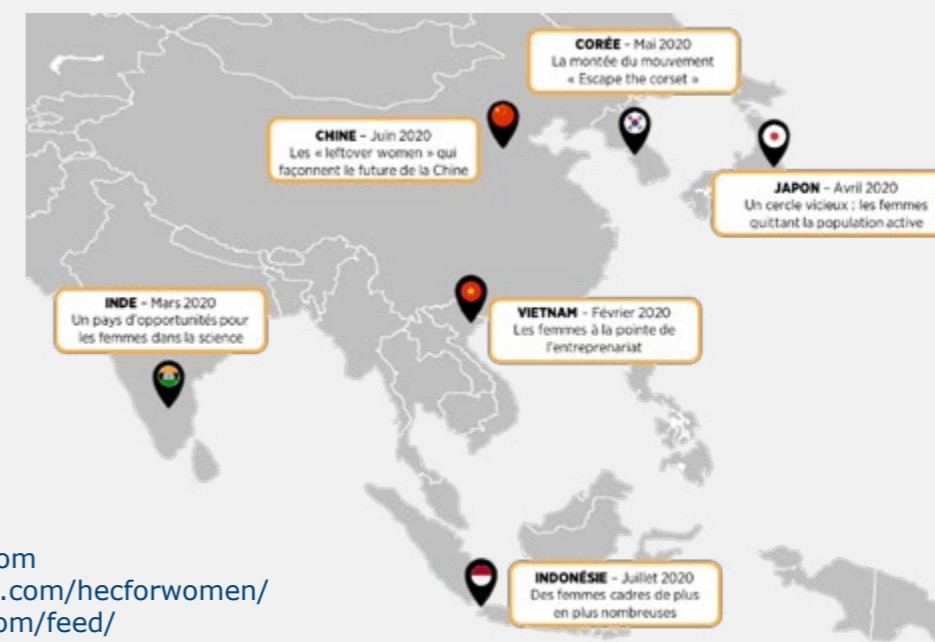 CORÉE – Mai 2020
La montée du mouvement
« Escape the corset »
CHINE – Juin 2020
Les « leftover women » qui
façonnent le future de la Chine
JAPON – Avril 2020
Un cercle vicieux : les femmes
quittant la population active
INDE – Mars 2020
Un pays d'opportunités pour
les femmes dans la science
VIETNAM – Février 2020
Les femmes à la pointe de
l'entreprenariat
INDONÉSIE – Juillet 2020
Des femmes cadres de plus
en plus nombreuses
om
.com/hecforwomen/
om/feed/